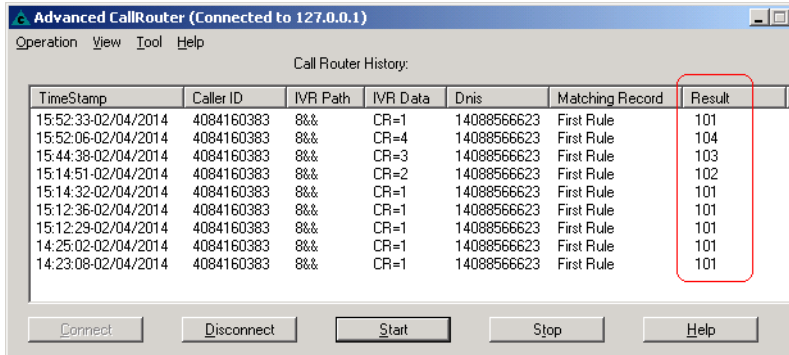 Advanced CallRouter (Connected to 127.0.0.1)
Operation View Tool Help
Call Router History:
TimeStamp Caller ID IVR Path IVR Data Dnis Matching Record Result
15:52:33-02/04/2014 4084160383 8&& CR=1 14088566623 First Rule 101
15:52:06-02/04/2014 4084160383 8&& CR=4 14088566623 First Rule 104
15:44:38-02/04/2014 4084160383 8&& CR=3 14088566623 First Rule 103
15:14:51-02/04/2014 4084160383 8&& CR=2 14088566623 First Rule 102
15:14:32-02/04/2014 4084160383 8&& CR=1 14088566623 First Rule 101
15:12:36-02/04/2014 4084160383 8&& CR=1 14088566623 First Rule 101
15:12:29-02/04/2014 4084160383 8&& CR=1 14088566623 First Rule 101
14:25:02-02/04/2014 4084160383 8&& CR=1 14088566623 First Rule 101
14:23:08-02/04/2014 4084160383 8&& CR=1 14088566623 First Rule 101
Connect Disconnect Start Stop Help